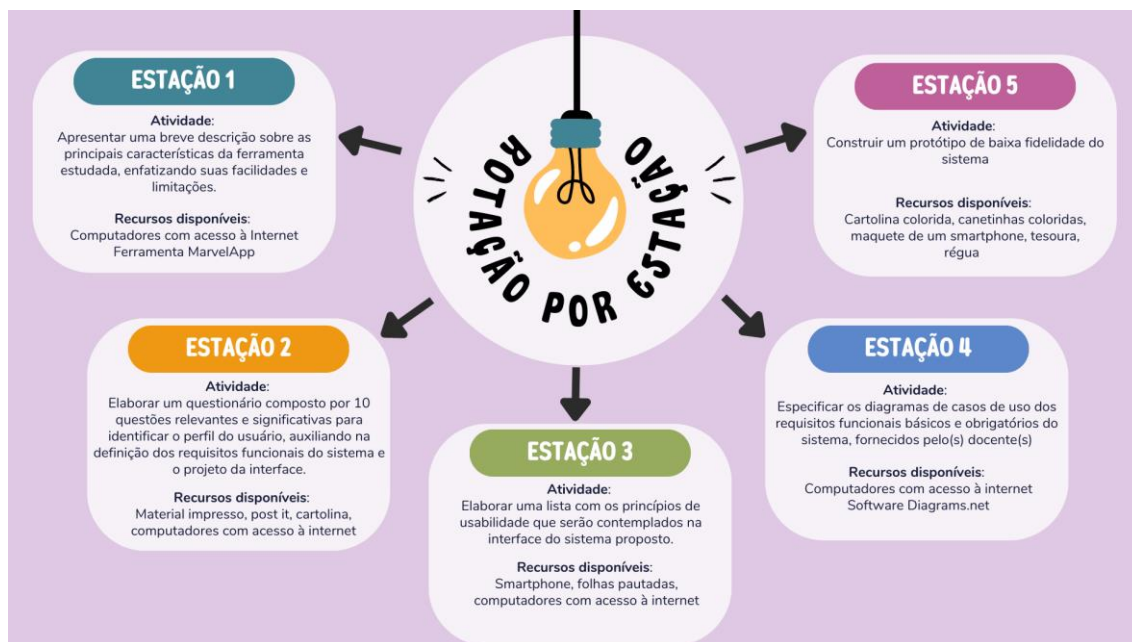 ROTAÇÃO POR ESTAÇÃO
ESTAÇÃO 1
Atividade:
Apresentar uma breve descrição sobre as
principais características da ferramenta
estudada, enfatizando suas facilidades e
limitações.
Recursos disponíveis:
Computadores com acesso à Internet
Ferramenta MarvelApp
ESTAÇÃO 2
Atividade:
Elaborar um questionário composto por 10
questões relevantes e significativas para
identificar o perfil do usuário, auxiliando na
definição dos requisitos funcionais do sistema e
o projeto da interface.
Recursos disponíveis:
Material impresso, post it, cartolina,
computadores com acesso à internet
ESTAÇÃO 3
Atividade:
Elaborar uma lista com os princípios de
usabilidade que serão contemplados na
interface do sistema proposto.
Recursos disponíveis:
Smartphone, folhas pautadas,
computadores com acesso à internet
ESTAÇÃO 4
Atividade:
Especificar os diagramas de casos de uso dos
requisitos funcionais básicos e obrigatórios do
sistema, fornecidos pelo(s) docente(s)
Recursos disponíveis:
Computadores com acesso à internet
Software Diagrams.net
ESTAÇÃO 5
Atividade:
Construir um protótipo de baixa fidelidade do
sistema
Recursos disponíveis:
Cartolina colorida, canetinhas coloridas,
maquete de um smartphone, tesoura,
régua